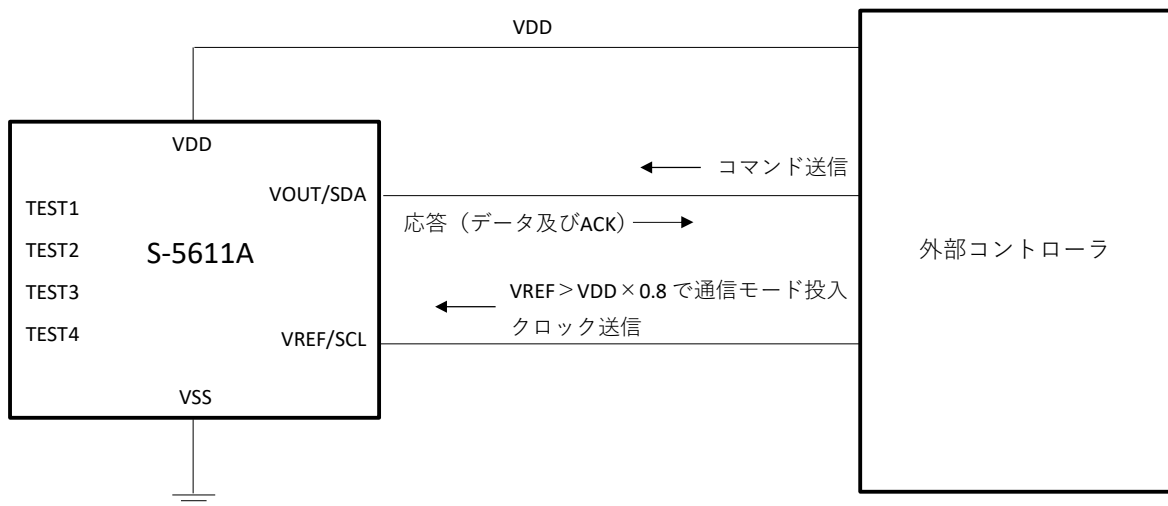 VDD
VDD
VOUT/SDA
TEST1
TEST2
TEST3
TEST4
S-5611A
VREF/SCL
VSS
コマンド送信
応答（データ及びACK）
VREF＞VDD×0.8 で通信モード投入
クロック送信
外部コントローラ